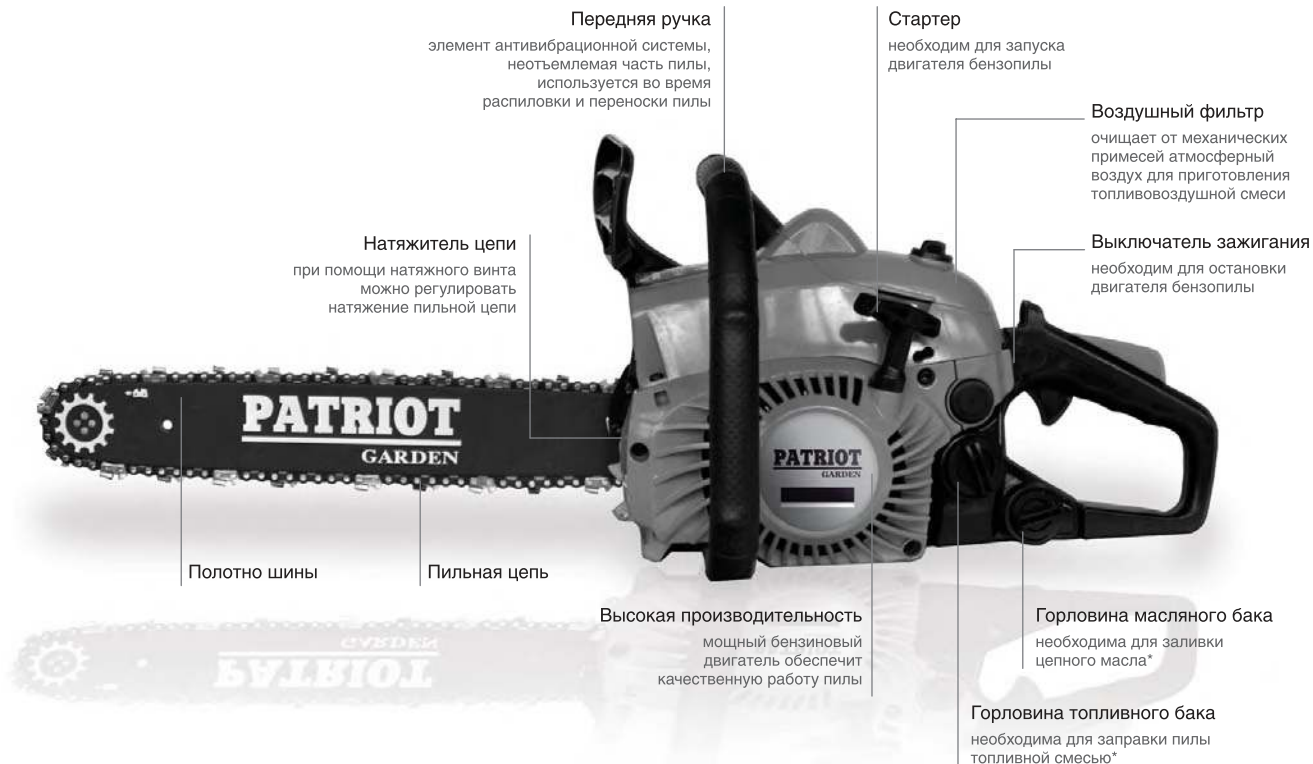 Передняя ручка
элемент антивибрационной системы,
неотъемлемая часть пилы,
используется во время
распиловки и переноски пилы
Стартер
необходим для запуска
двигателя бензопилы
Воздушный фильтр
очищает от механических
примесей атмосферный
воздух для приготовления
топливовоздушной смеси
Натяжитель цепи
при помощи натяжного винта
можно регулировать
натяжение пильной цепи
Выключатель зажигания
необходим для остановки
двигателя бензопилы
PATRIOT
GARDEN
PATRIOT
GARDEN
Полотно шины
Пильная цепь
Высокая производительность
мощный бензиновый
двигатель обеспечит
качественную работу пилы
Горловина масляного бака
необходима для заливки
цепного масла*
Горловина топливного бака
необходима для заправки пилы
топливной смесью*